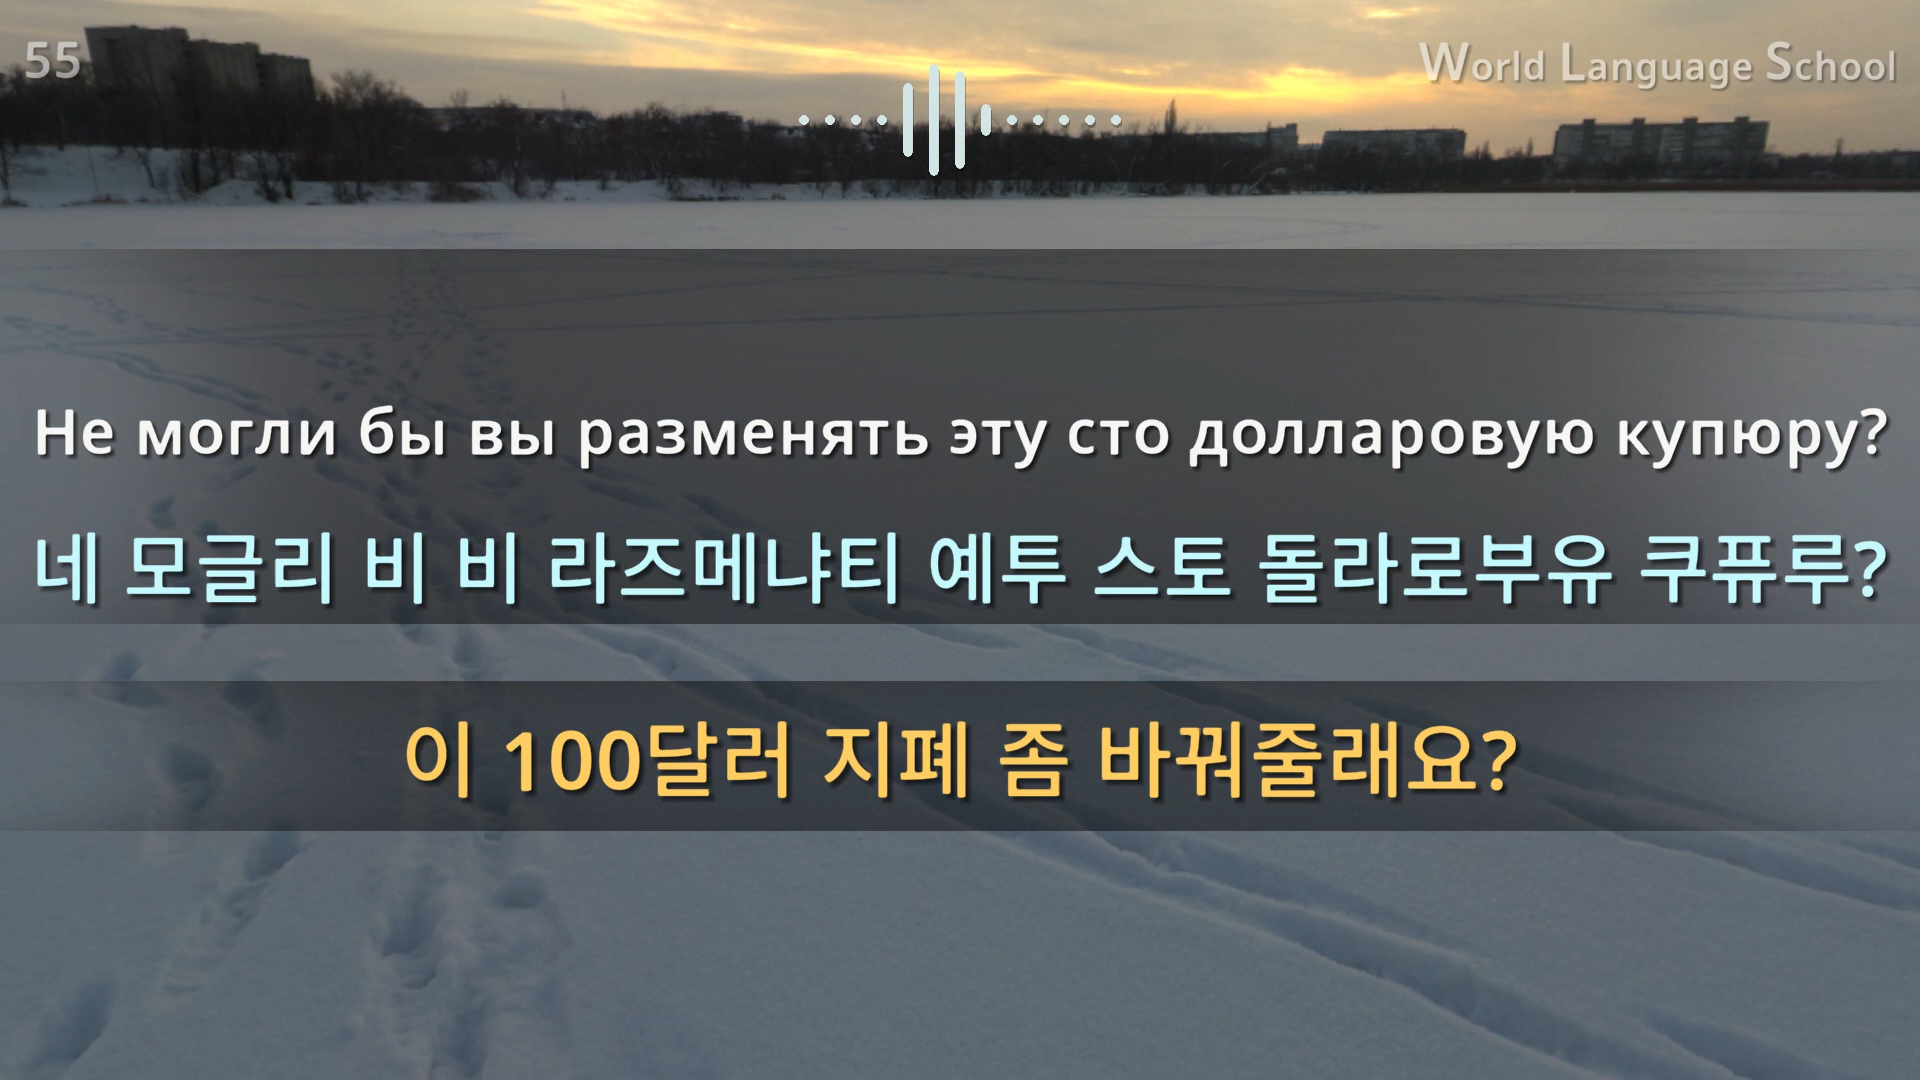 55
World Language School
Не могли бы вы разменять эту сто долларовую купюру?
네 모글리 비 비 라즈메냐티 예투 스토 돌라로부유 쿠퓨루?
이 100달러 지폐 좀 바꿔줄래요?